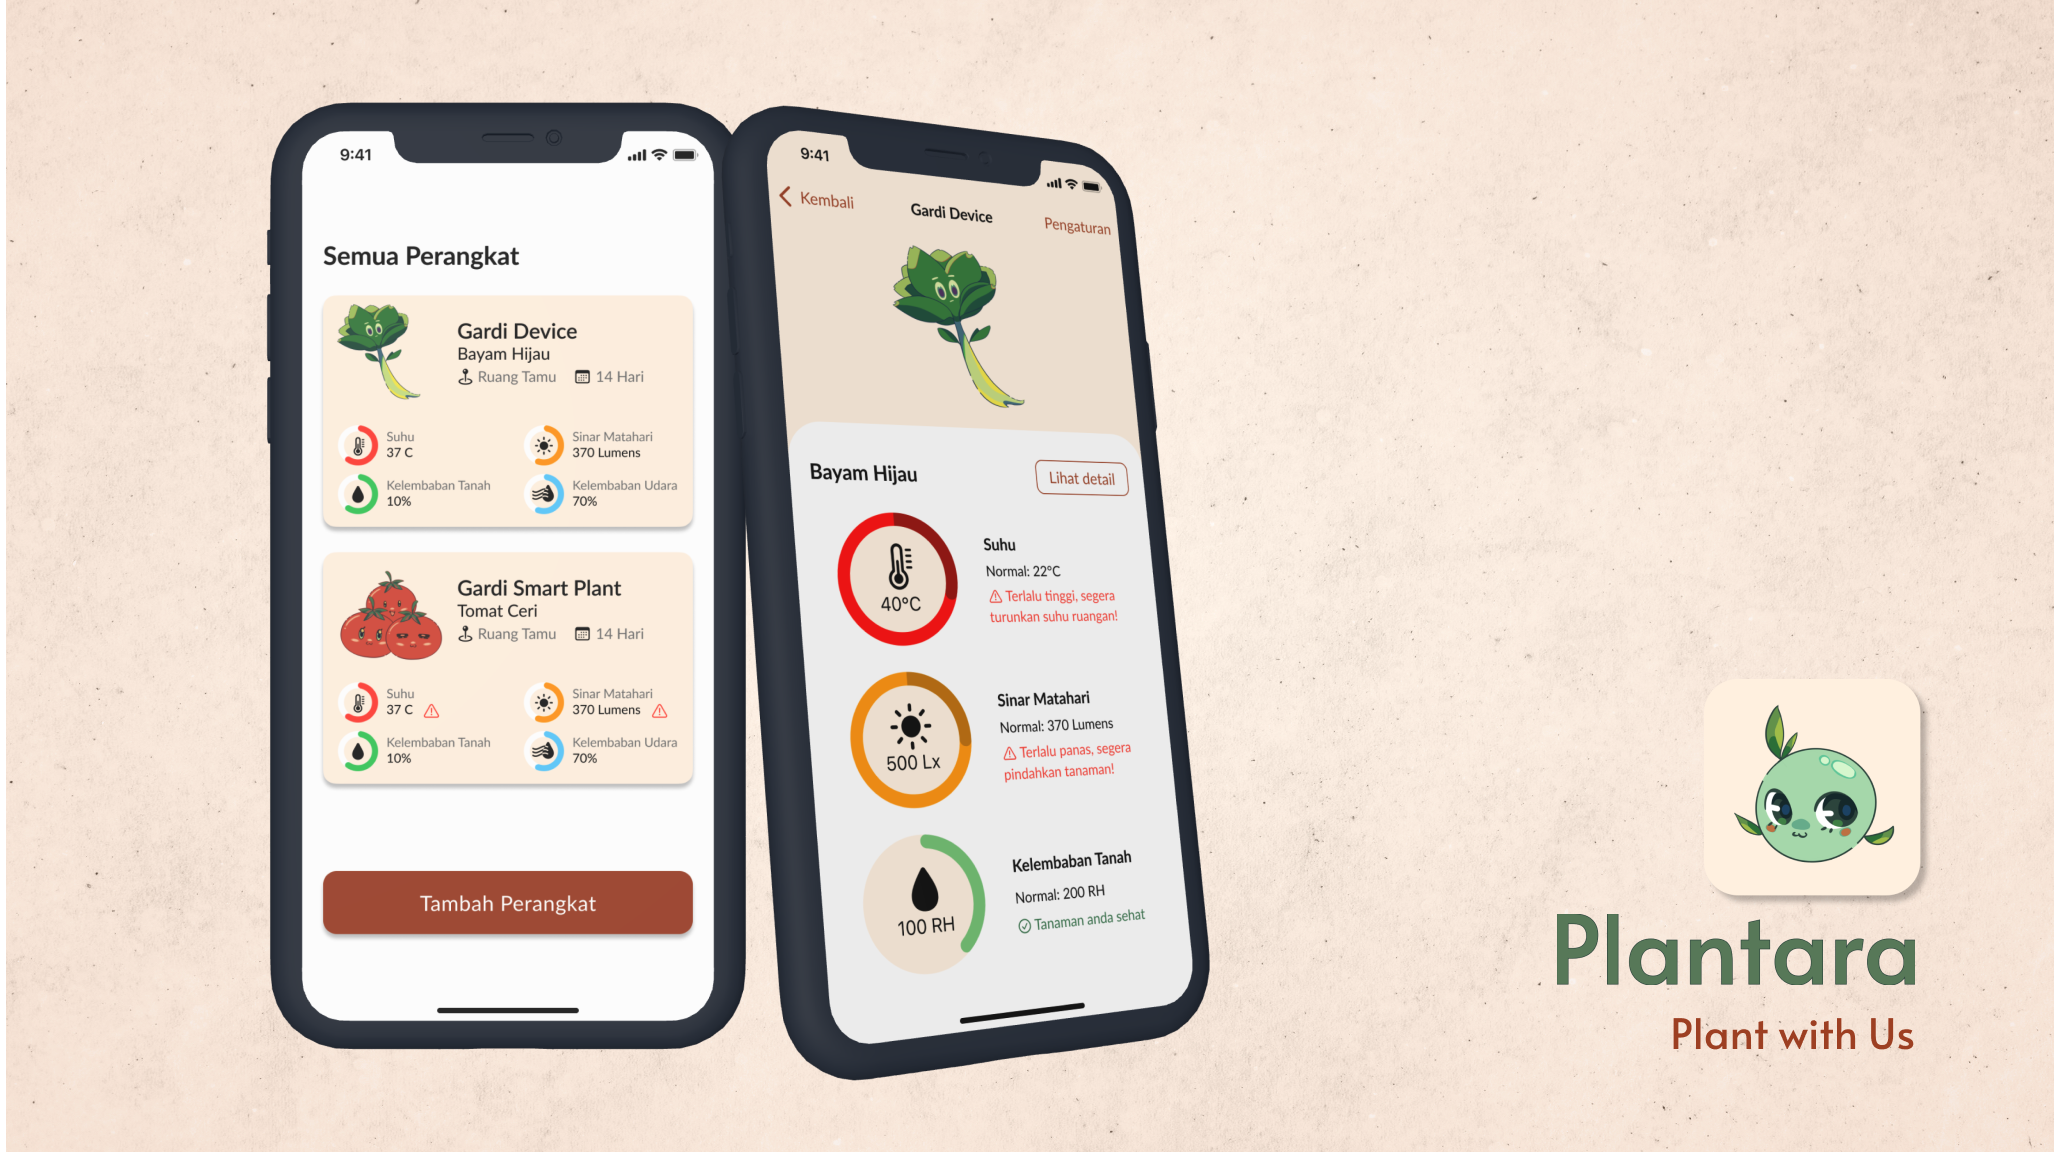 9:41
Semua Perangkat
Gardi Device
Bayam Hijau
Ruang Tamu 14 Hari
Suhu
37 C
Sinar Matahari
370 Lumens
Kelembaban Tanah
10%
Kelembaban Udara
70%
Gardi Smart Plant
Tomat Ceri
Ruang Tamu 14 Hari
Suhu
37 C
Sinar Matahari
370 Lumens
Kelembaban Tanah
10%
Kelembaban Udara
70%
Tambah Perangkat
9:41
Kembali
Gardi Device
Pengaturan
Bayam Hijau
Lihat detail
40°C
Suhu
Normal: 22°C
Terlalu tinggi, segera
turunkan suhu ruangan!
500 Lx
Sinar Matahari
Normal: 370 Lumens
Terlalu panas, segera
pindahkan tanaman!
100 RH
Kelembaban Tanah
Normal: 200 RH
Tanaman anda sehat
Plantara
Plant with Us